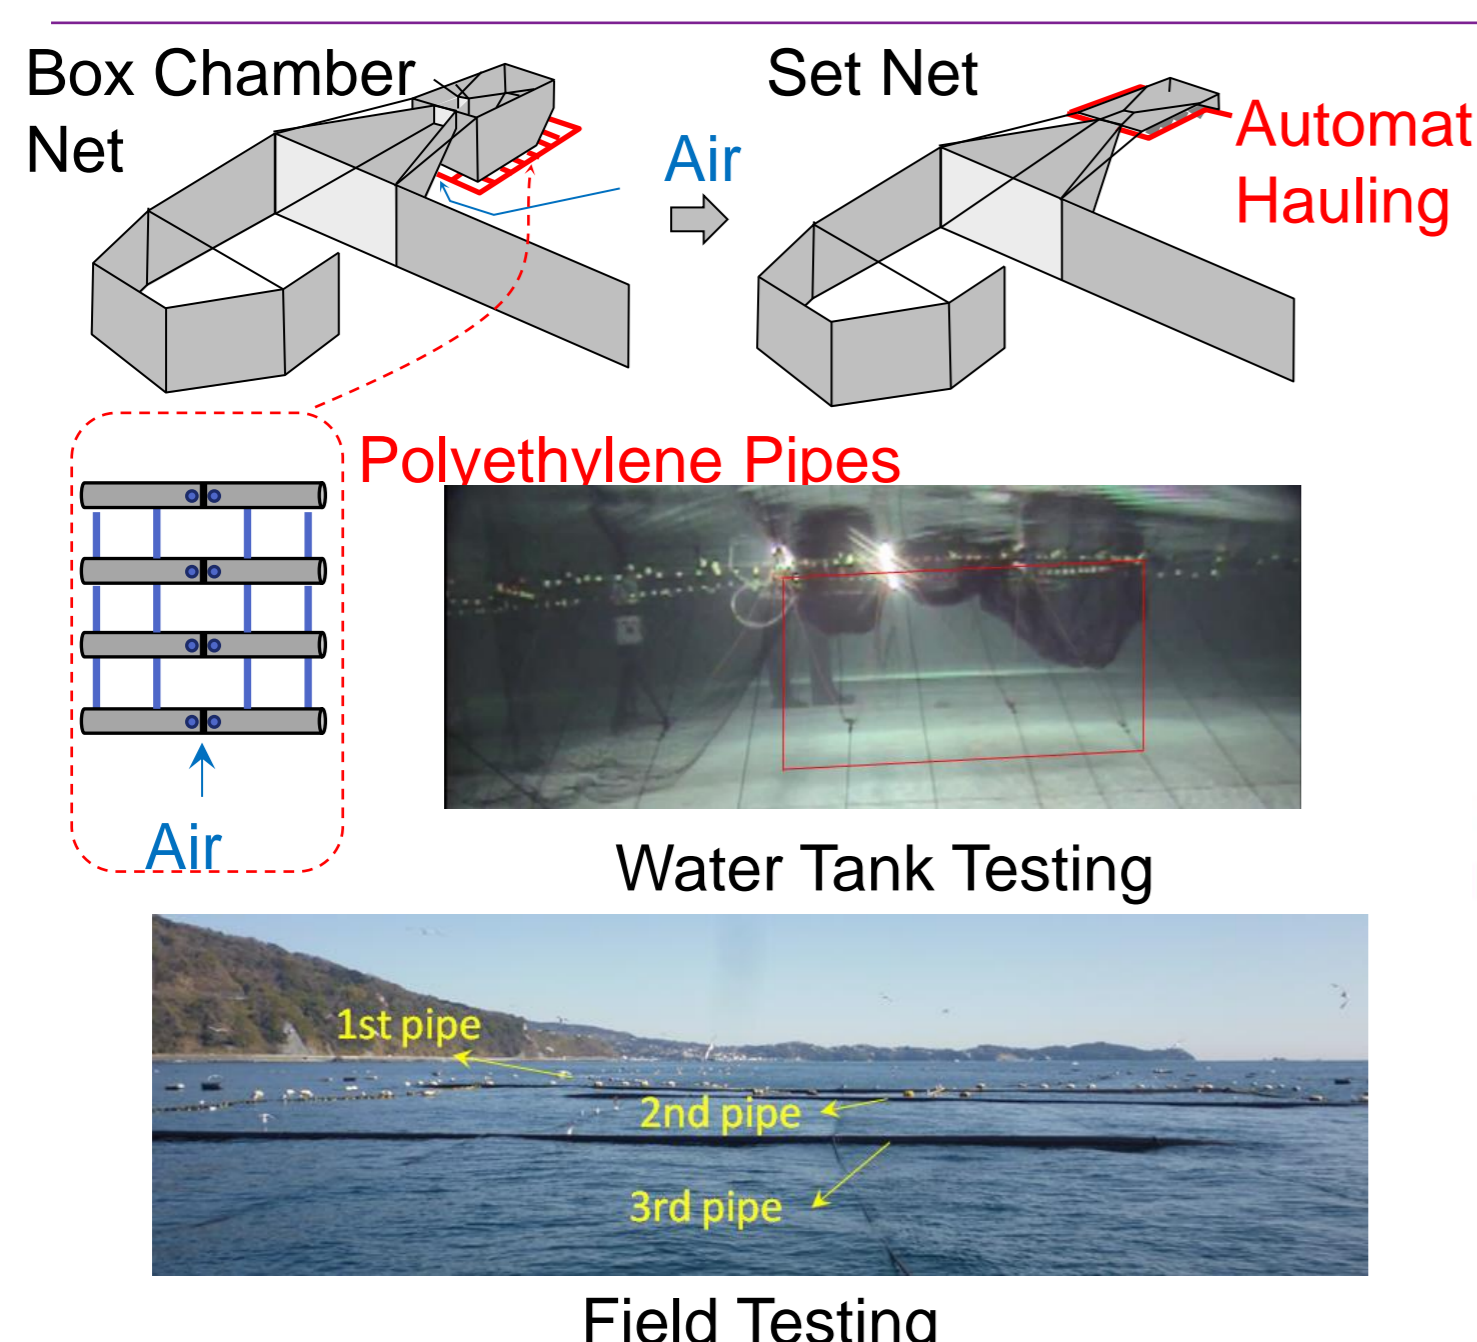 Box Chamber
Net
Set Net
Air
Automat
Hauling
Polyethylene Pipes
Air
Water Tank Testing
1st pipe
2nd pipe
3rd pipe
Field Testing